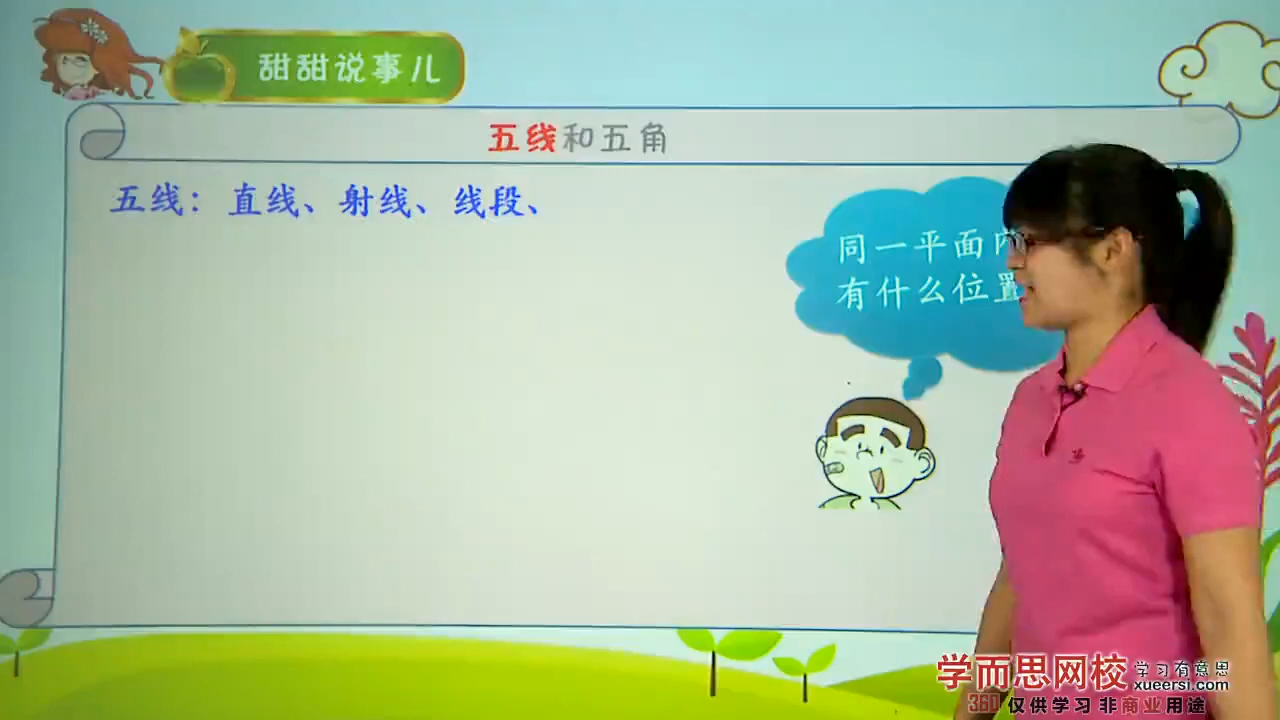 甜甜说事儿
五线和五角
五线：直线、射线、线段、
同一平面内
有什么位置
学而思网校 学习有意思
xueersi.com
360 仅供学习 非商业用途